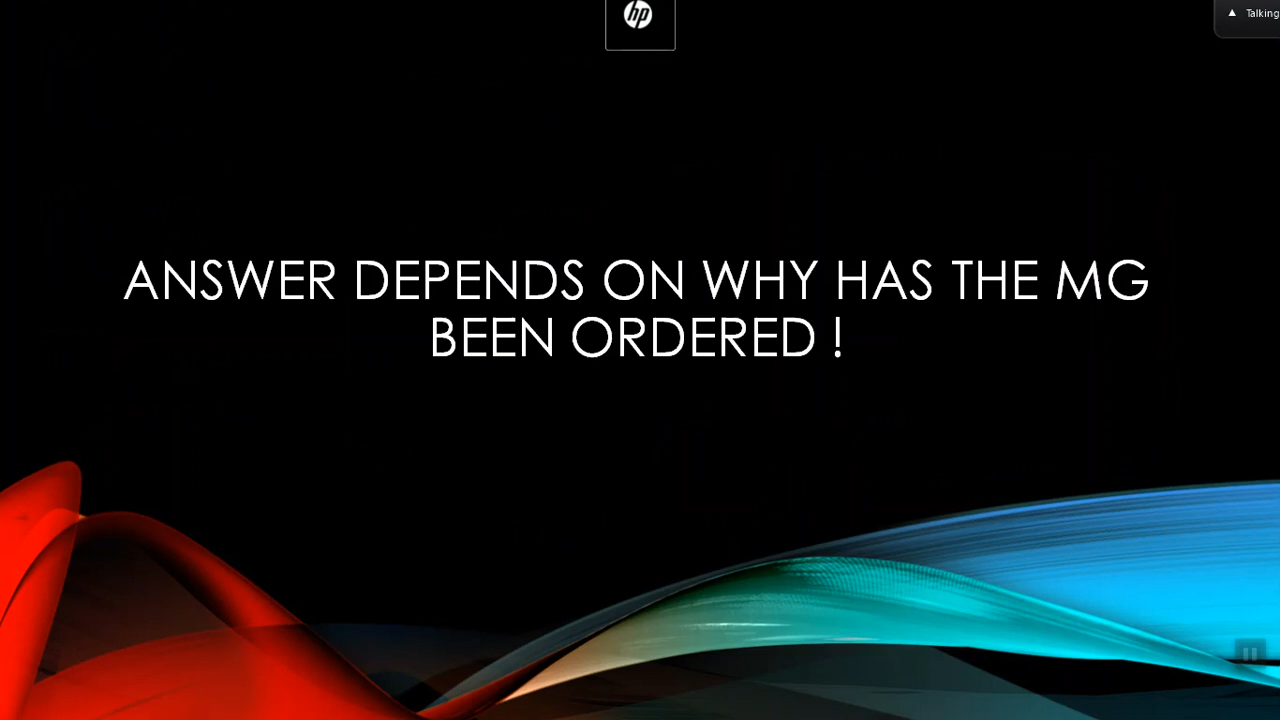 hp
Talking
ANSWER DEPENDS ON WHY HAS THE MG
BEEN ORDERED !